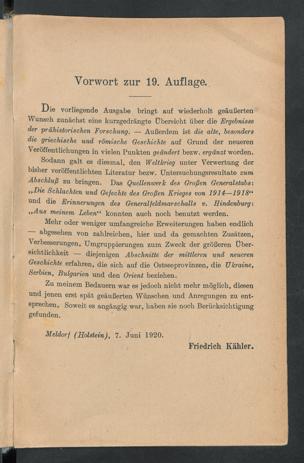 Vorwort zur 19. Auflage.
Die vorliegende Ausgabe bringt auf wiederholt geäußerten
Wunsch zunächst eine kurzgedrängte Übersicht über die Ergebnisse
der prähistorischen Forschung. — Außerdem ist die alte, besonders
die griechische und römische Geschichte auf Grund der neueren
Veröffentlichungen in vielen Punkten geändert bezw. ergänzt worden.
Sodann galt es diesmal, den Weltkrieg unter Verwertung der
bisher veröffentlichten Literatur bezw. Untersuchungsresultate zum
Abschluß zu bringen. Das Quellenwerk des Großen Generalstabs:
„Die Schlachten und Gefechte des Großen Krieges von 1914—1918“
und die Erinnerungen des Generalfeldmarschalls v. Hindenburg:
„Aus meinem Leben“ konnten auch noch benutzt werden.
Mehr oder weniger umfangreiche Erweiterungen haben endlich
— abgesehen von zahlreichen, hier und da gemachten Zusätzen,
Verbesserungen, Umgruppierungen zum Zweck der größeren Über-
sichtlichkeit — diejenigen Abschnitte der mittleren und neueren
Geschichte erfahren, die sich auf die Ostseeprovinzen, die Ukraine,
Serbien, Bulgarien und den Orient beziehen.
Zu meinem Bedauern war es jedoch nicht mehr möglich, diesen
und jenen erst spät geäußerten Wünschen und Anregungen zu ent-
sprechen. Soweit es angängig war, haben sie noch Berücksichtigung
gefunden.
Meldorf (Holstein), 7. Juni 1920.
Friedrich Kähler.